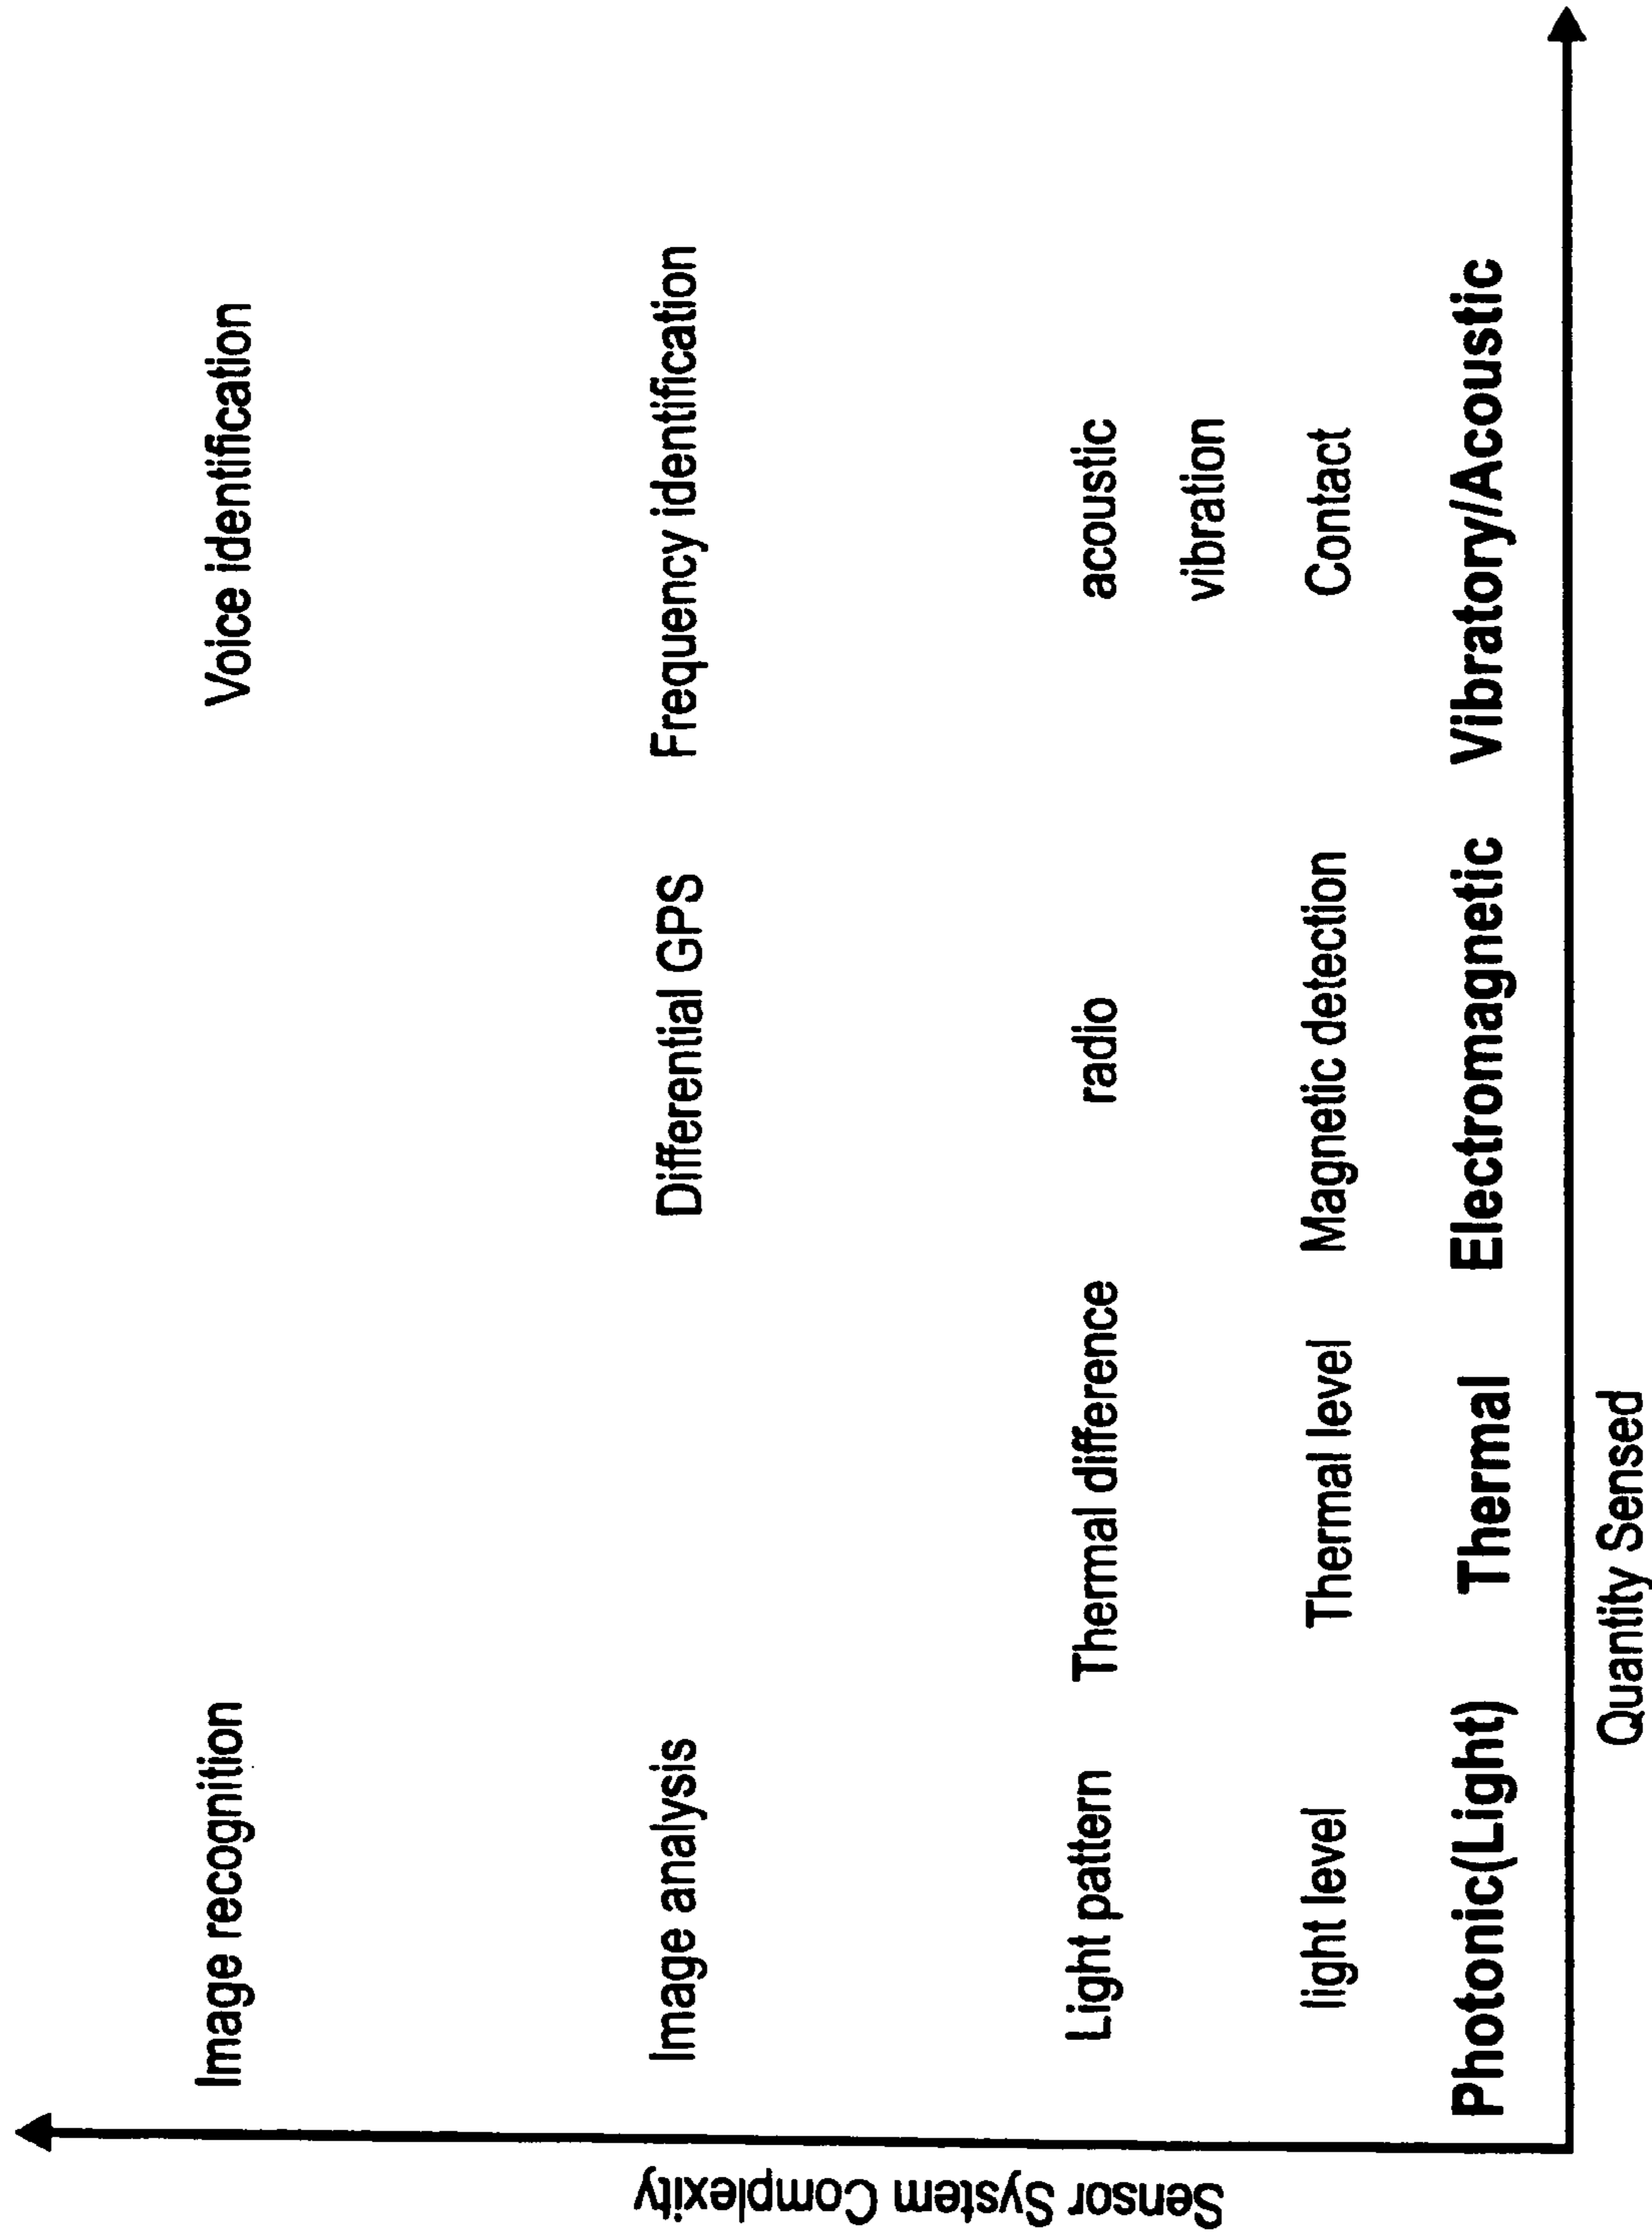 Sensor System Complexity
Image recognition
Voice identification
Image analysis
Differential GPS
Frequency identification
Light pattern
Thermal difference
radio
acoustic
vibration
light level
Thermal level
Magnetic detection
Contact
Photonic(Light)
Thermal
Electromagnetic
Vibratory/Acoustic
Quantity Sensed